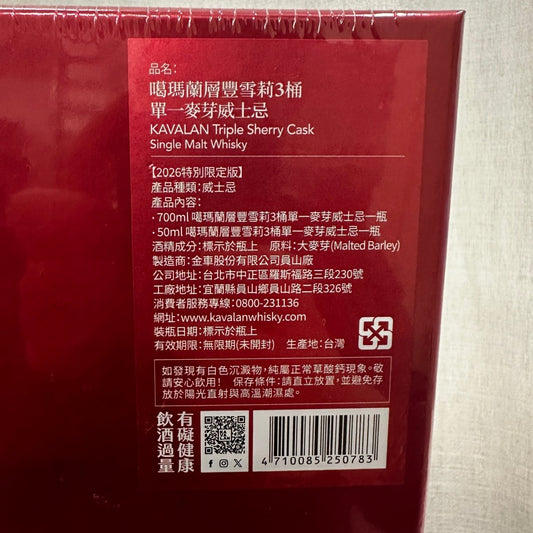 品名：
噶瑪蘭層豐雪莉3桶
單一麥芽威士忌
KAVALAN Triple Sherry Cask
Single Malt Whisky
【2026特別限定版】
產品種類：威士忌
產品內容：
· 700ml 噶瑪蘭層豐雪莉3桶單一麥芽威士忌一瓶
· 50ml 噶瑪蘭層豐雪莉3桶單一麥芽威士忌一瓶
酒精成分：標示於瓶上　原料：大麥芽(Malted Barley)
製造商：金車股份有限公司員山廠
公司地址：台北市中正區羅斯福路三段230號
工廠地址：宜蘭縣員山鄉員山路二段326號
消費者服務專線：0800-231136
網址：www.kavalanwhisky.com
裝瓶日期：標示於瓶上
有效期限：無限期(未開封)　生產地：台灣
如發現有白色沉澱物，純屬正常草酸鈣現象。敬
請安心飲用！　保存條件：請直立放置，並避免存
放於陽光直射與高溫潮濕處。
飲酒過量
有礙健康
4 710085 250783